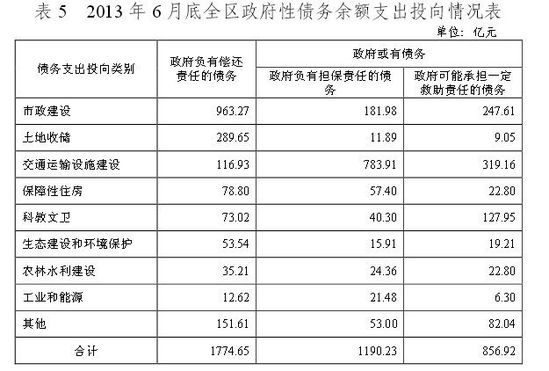 表 5 2013 年 6 月底全区政府性债务余额支出投向情况表
单位：亿元
债务支出投向类别 政府负有偿还责任的债务 政府或有债务
政府负有担保责任的债务 政府可能承担一定救助责任的债务
市政建设 963.27 181.98 247.61
土地收储 289.65 11.89 9.05
交通运输设施建设 116.93 783.91 319.16
保障性住房 78.80 57.40 22.80
科教文卫 73.02 40.30 127.95
生态建设和环境保护 53.54 15.91 19.21
农林水利建设 35.21 24.36 22.80
工业和能源 12.62 21.48 6.30
其他 151.61 53.00 82.04
合计 1774.65 1190.23 856.92